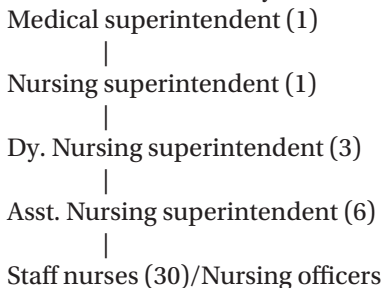 Medical superintendent (1)
|
Nursing superintendent (1)
|
Dy. Nursing superintendent (3)
|
Asst. Nursing superintendent (6)
|
Staff nurses (30)/Nursing officers